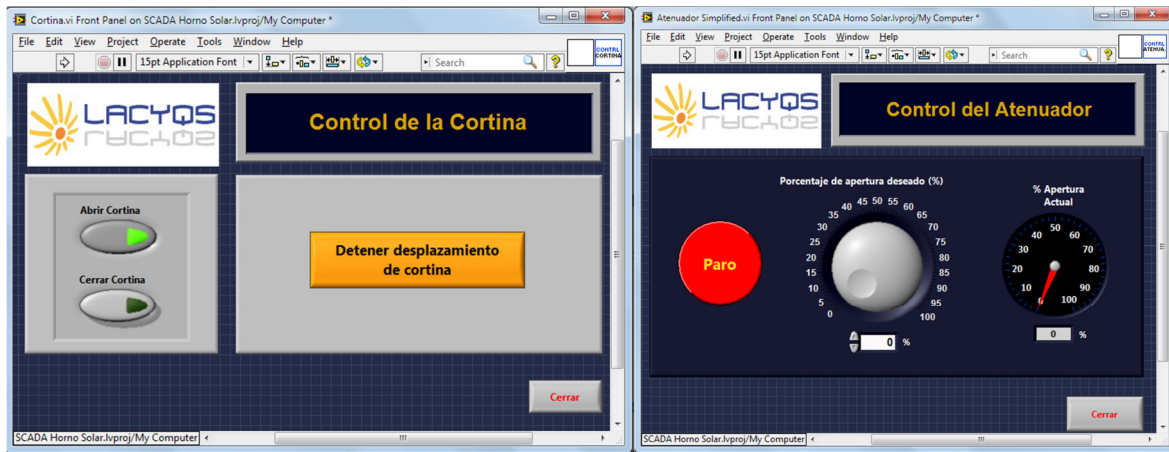 Cortina.vi Front Panel on SCADA Horno Solar.lvproj/My Computer *
File Edit View Project Operate Tools Window Help
15pt Application Font
Search
CONTRL
CORTINA
LACYQS
Control de la Cortina
Abrir Cortina
Cerrar Cortina
Detener desplazamiento
de cortina
Cerrar
SCADA Horno Solar.lvproj/My Computer
Atenuador Simplified.vi Front Panel on SCADA Horno Solar.lvproj/My Computer *
File Edit View Project Operate Tools Window Help
15pt Application Font
Search
CONTRL
ATENUA.
LACYQS
Control del Atenuador
Porcentaje de apertura deseado (%)
0 5 10 15 20 25 30 35 40 45 50 55 60 65 70 75 80 85 90 95 100
0 %
Paro
% Apertura
Actual
0 10 20 30 40 50 60 70 80 90 100
0 %
Cerrar
SCADA Horno Solar.lvproj/My Computer